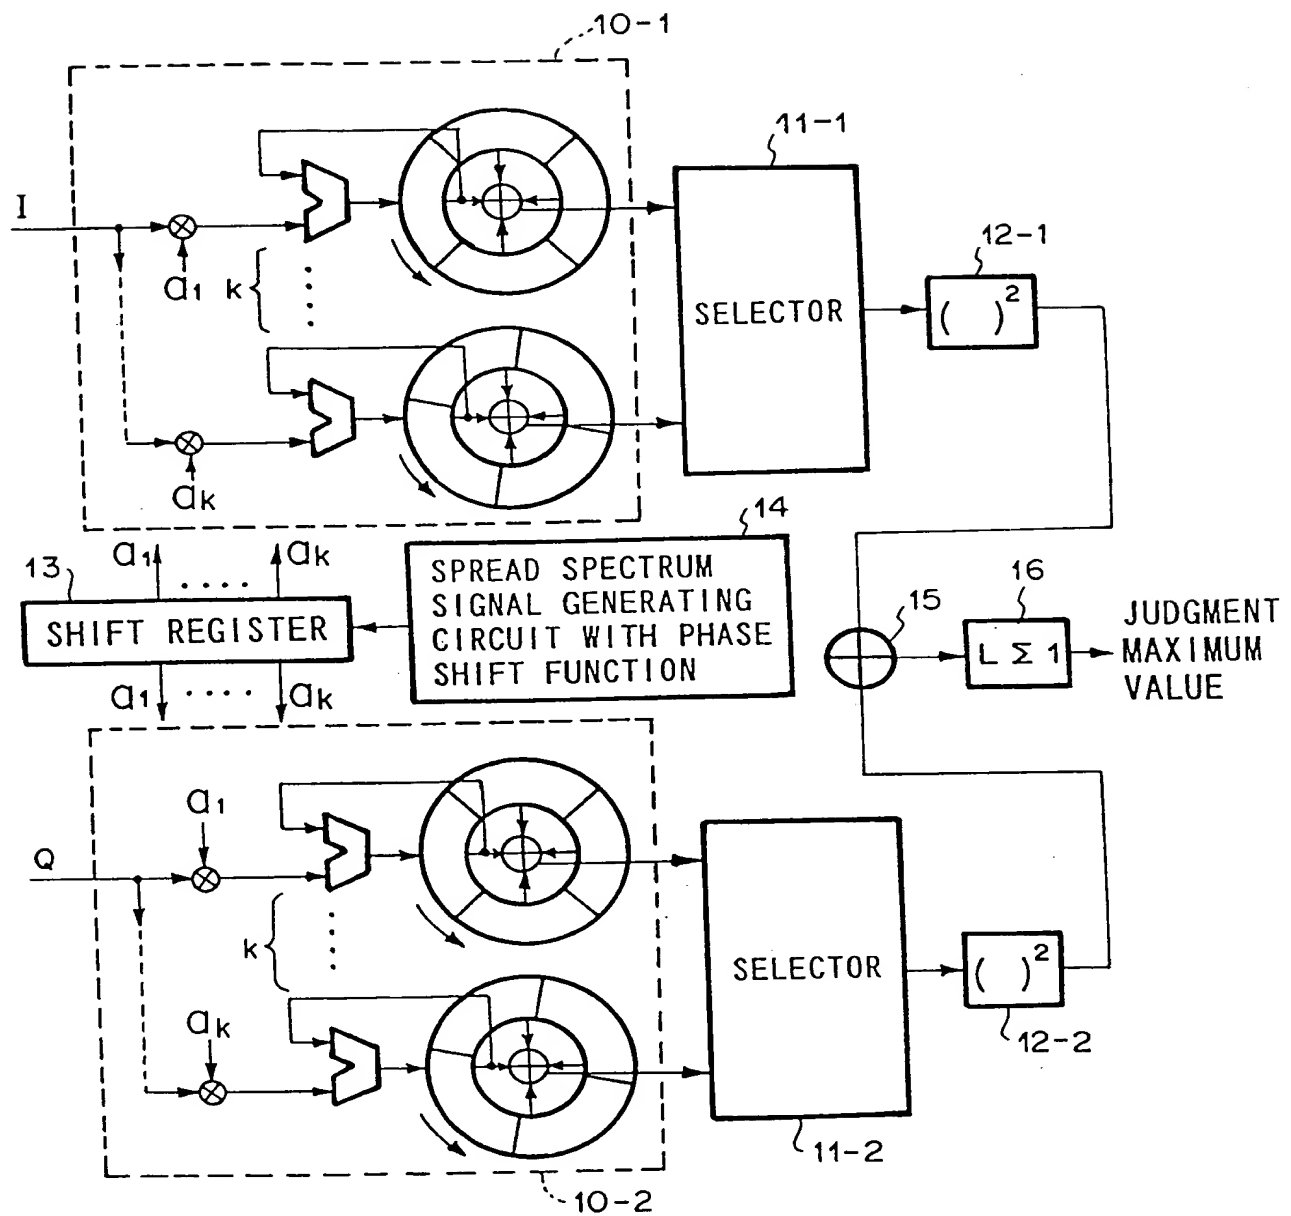 10-1
11-1
I
a1
k
12-1
SELECTOR
( )2
ak
14
13
a1
ak
SPREAD SPECTRUM
SIGNAL GENERATING
CIRCUIT WITH PHASE
SHIFT FUNCTION
SHIFT REGISTER
15
16
L Σ 1
JUDGMENT
MAXIMUM
VALUE
a1
ak
a1
Q
k
SELECTOR
( )2
12-2
ak
11-2
10-2